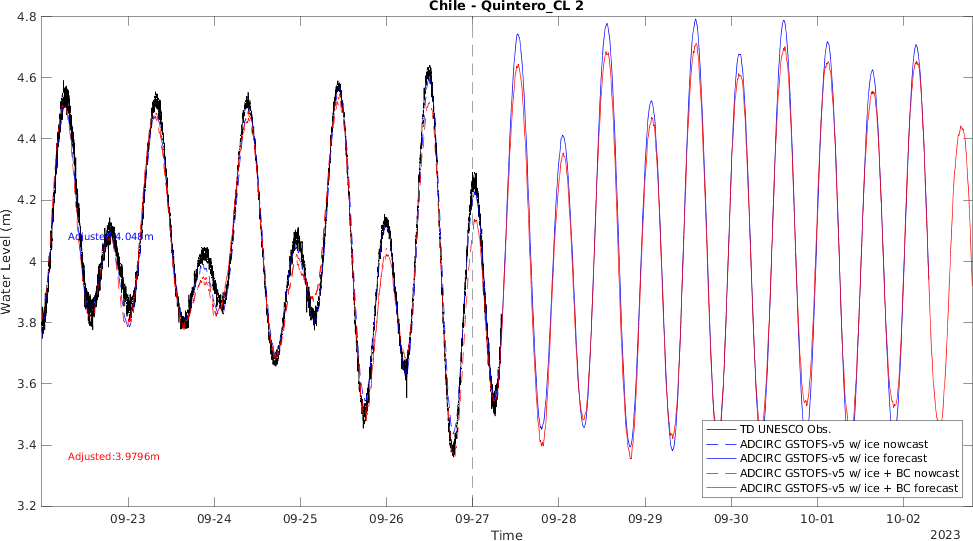 Chile - Quintero_CL 2
4.8
4.6
4.4
4.2
4
3.8
3.6
3.4
3.2
Water Level (m)
Adjusted:4.048m
Adjusted:3.9796m
TD UNESCO Obs.
ADCIRC GSTOFS-v5 w/ ice nowcast
ADCIRC GSTOFS-v5 w/ ice forecast
ADCIRC GSTOFS-v5 w/ ice + BC nowcast
ADCIRC GSTOFS-v5 w/ ice + BC forecast
09-23 09-24 09-25 09-26 09-27 09-28 09-29 09-30 10-01 10-02
Time
2023